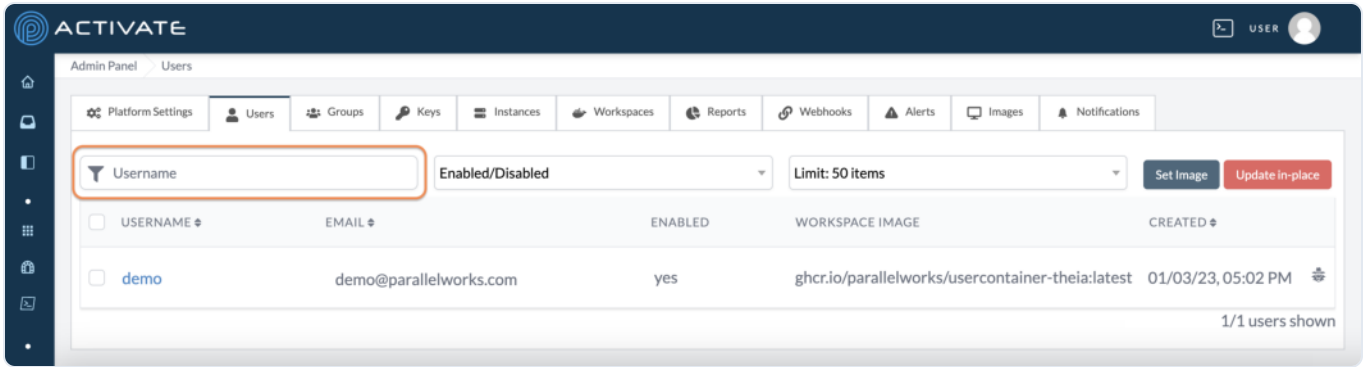 ACTIVATE
USER
Admin Panel Users
Platform Settings Users Groups Keys Instances Workspaces Reports Webhooks Alerts Images Notifications
Username Enabled/Disabled Limit: 50 items Set Image Update in-place
USERNAME EMAIL ENABLED WORKSPACE IMAGE CREATED
demo demo@parallelworks.com yes ghcr.io/parallelworks/usercontainer-theia:latest 01/03/23, 05:02 PM
1/1 users shown